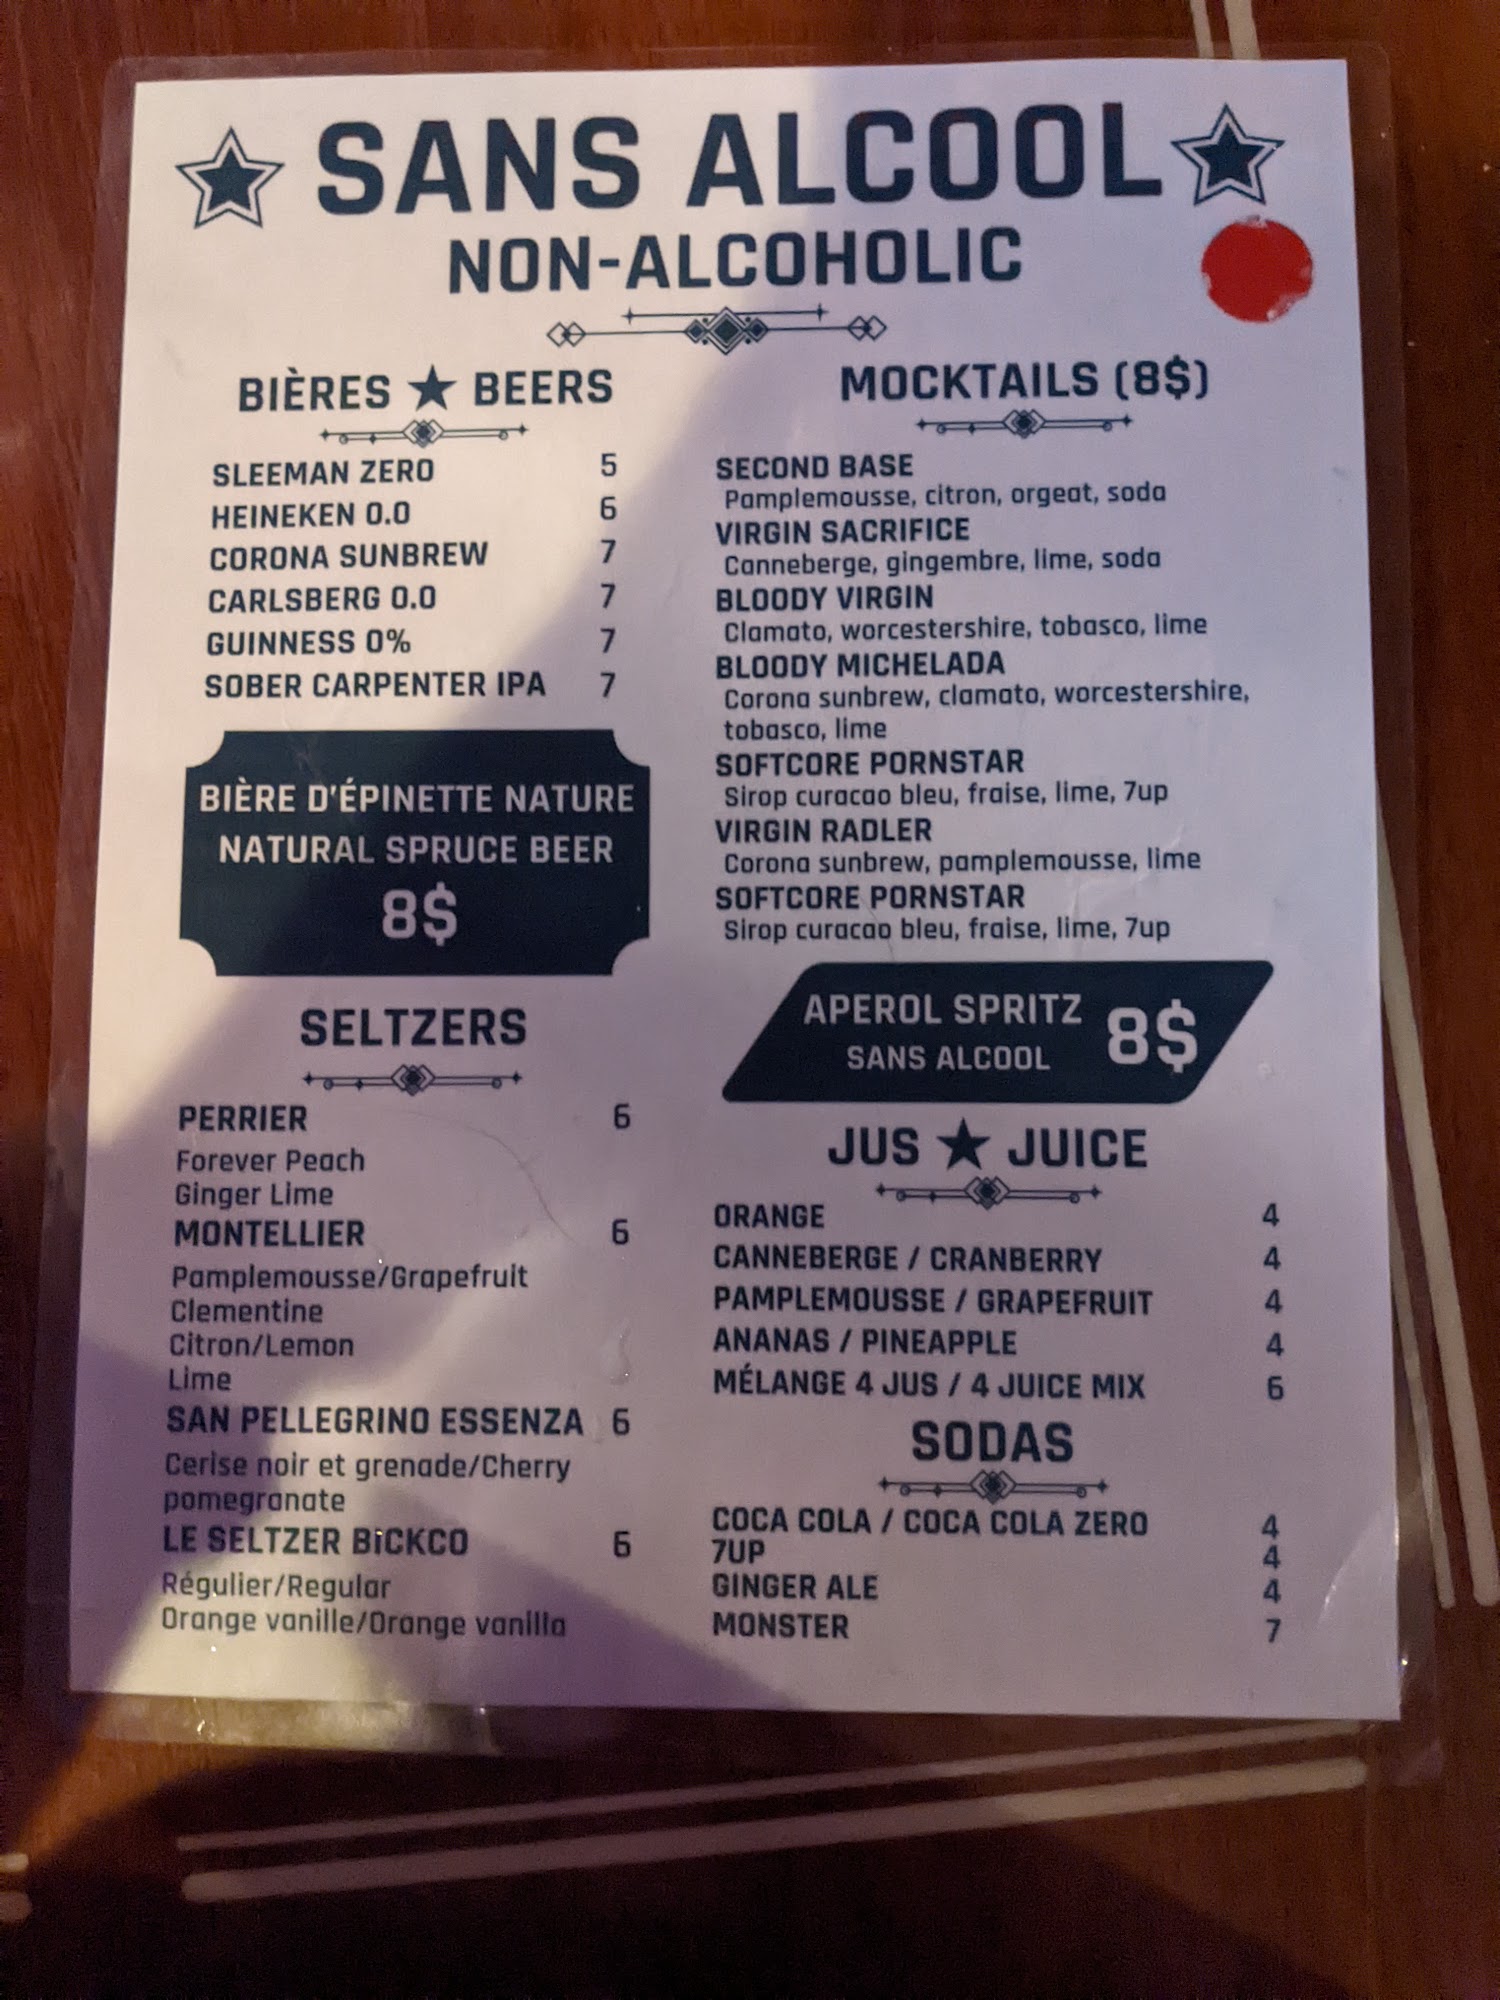 SANS ALCOOL
NON-ALCOHOLIC
BIÈRES ★ BEERS
SLEEMAN ZERO 5
HEINEKEN 0.0 6
CORONA SUNBREW 7
CARLSBERG 0.0 7
GUINNESS 0% 7
SOBER CARPENTER IPA 7
BIÈRE D'ÉPINETTE NATURE
NATURAL SPRUCE BEER
8$
SELTZERS
PERRIER 6
Forever Peach
Ginger Lime
MONTELLIER 6
Pamplemousse/Grapefruit
Clementine
Citron/Lemon
Lime
SAN PELLEGRINO ESSENZA 6
Cerise noir et grenade/Cherry
pomegranate
LE SELTZER BiCKCO 6
Régulier/Regular
Orange vanille/Orange vanilla
MOCKTAILS (8$)
SECOND BASE
Pamplemousse, citron, orgeat, soda
VIRGIN SACRIFICE
Canneberge, gingembre, lime, soda
BLOODY VIRGIN
Clamato, worcestershire, tobasco, lime
BLOODY MICHELADA
Corona sunbrew, clamato, worcestershire,
tobasco, lime
SOFTCORE PORNSTAR
Sirop curacao bleu, fraise, lime, 7up
VIRGIN RADLER
Corona sunbrew, pamplemousse, lime
SOFTCORE PORNSTAR
Sirop curacao bleu, fraise, lime, 7up
APEROL SPRITZ 8$
SANS ALCOOL
JUS ★ JUICE
ORANGE 4
CANNEBERGE / CRANBERRY 4
PAMPLEMOUSSE / GRAPEFRUIT 4
ANANAS / PINEAPPLE 4
MÉLANGE 4 JUS / 4 JUICE MIX 6
SODAS
COCA COLA / COCA COLA ZERO 4
7UP 4
GINGER ALE 4
MONSTER 7